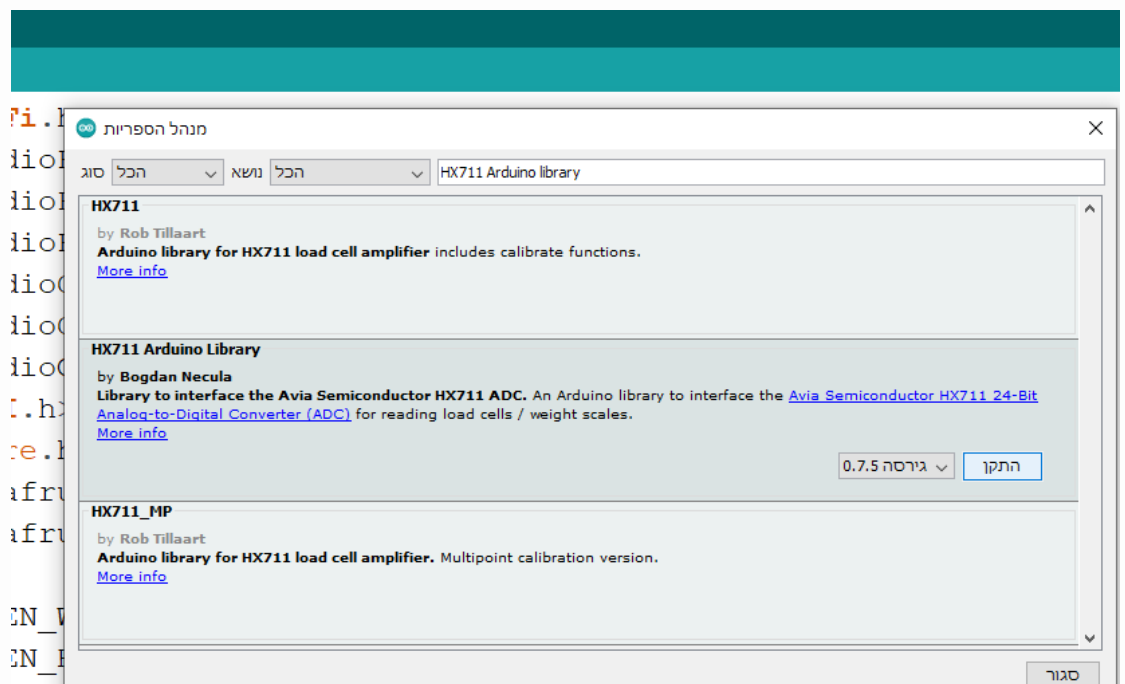 מנהל הספריות
סוג הכל נושא הכל HX711 Arduino library
HX711
by Rob Tillaart
Arduino library for HX711 load cell amplifier includes calibrate functions.
More info
HX711 Arduino Library
by Bogdan Necula
Library to interface the Avia Semiconductor HX711 ADC. An Arduino library to interface the Avia Semiconductor HX711 24-Bit
Analog-to-Digital Converter (ADC) for reading load cells / weight scales.
More info
גירסה 0.7.5 התקן
HX711_MP
by Rob Tillaart
Arduino library for HX711 load cell amplifier. Multipoint calibration version.
More info
סגור